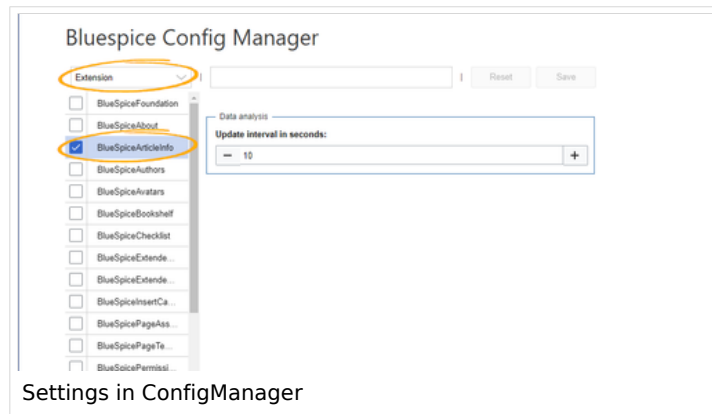 Bluespice Config Manager
Extension
Reset
Save
BlueSpiceFoundation
BlueSpiceAbout
BlueSpiceArticleInfo
BlueSpiceAuthors
BlueSpiceAvatars
BlueSpiceBookshelf
BlueSpiceChecklist
BlueSpiceExtende...
BlueSpiceExtende...
BlueSpiceInsertCa...
BlueSpicePageAss...
BlueSpicePageTe...
BlueSpicePermissi...
Data analysis
Update interval in seconds:
− 10 +
Settings in ConfigManager